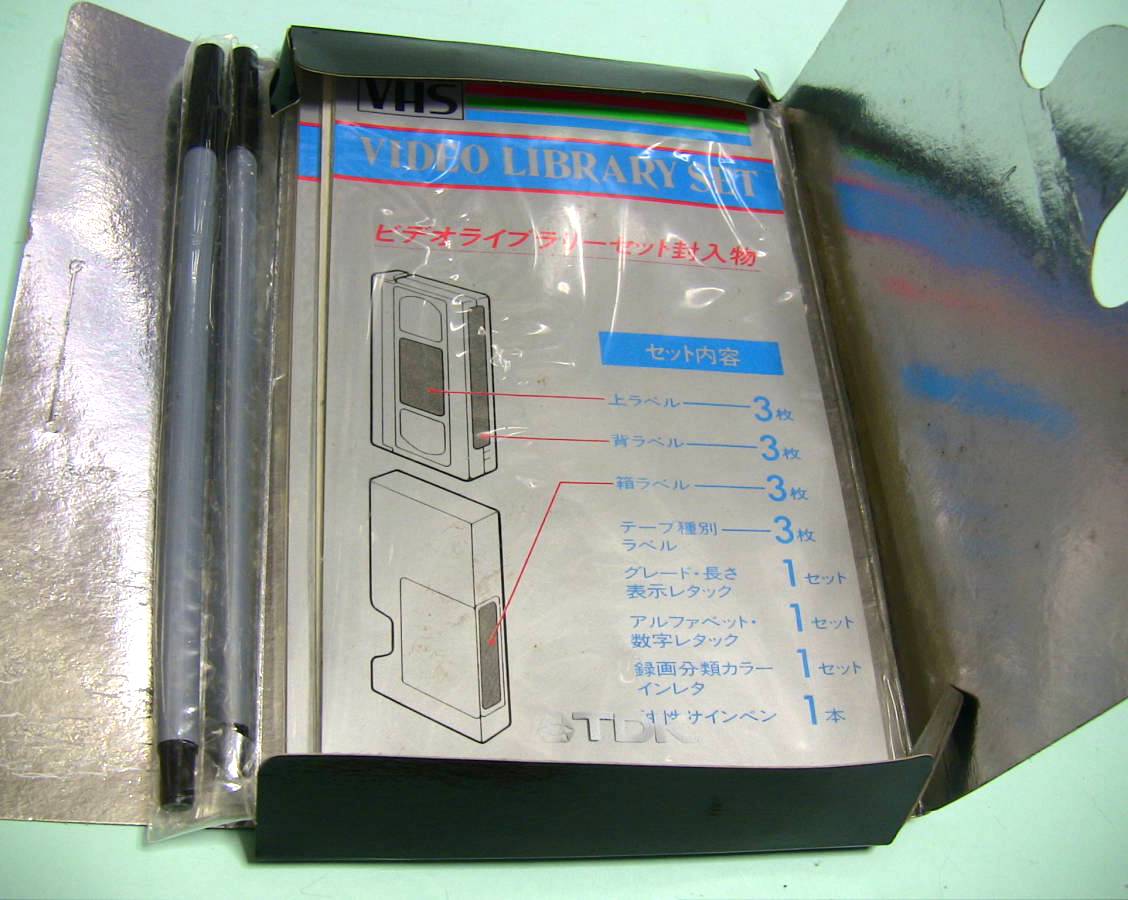 VHS
VIDEO LIBRARY SET
ビデオライブラリーセット封入物
セット内容
上ラベル 3枚
背ラベル 3枚
箱ラベル 3枚
テープ種別 3枚
ラベル
グレード・長さ 1セット
表示レタック
アルファベット・ 1セット
数字レタック
録画分類カラー 1セット
インレタ
サインペン 1本
TDK